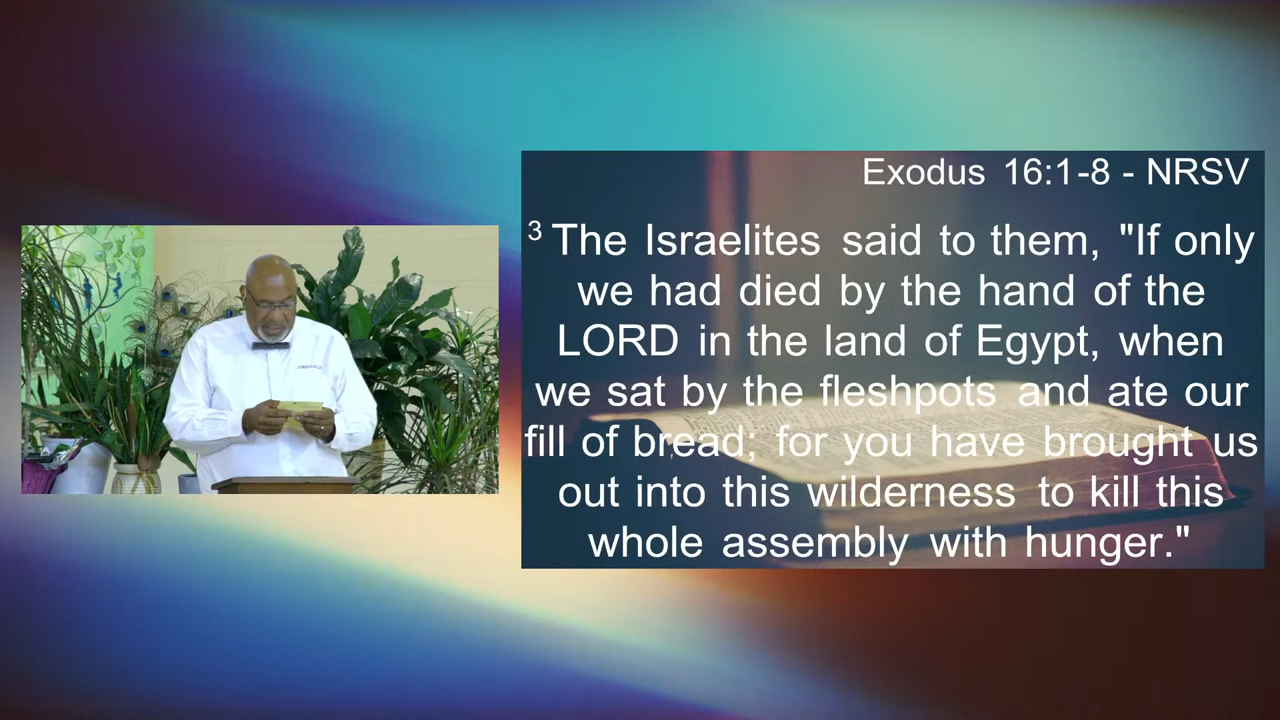 Exodus 16:1-8 - NRSV
3 The Israelites said to them, "If only
we had died by the hand of the
LORD in the land of Egypt, when
we sat by the fleshpots and ate our
fill of bread; for you have brought us
out into this wilderness to kill this
whole assembly with hunger."